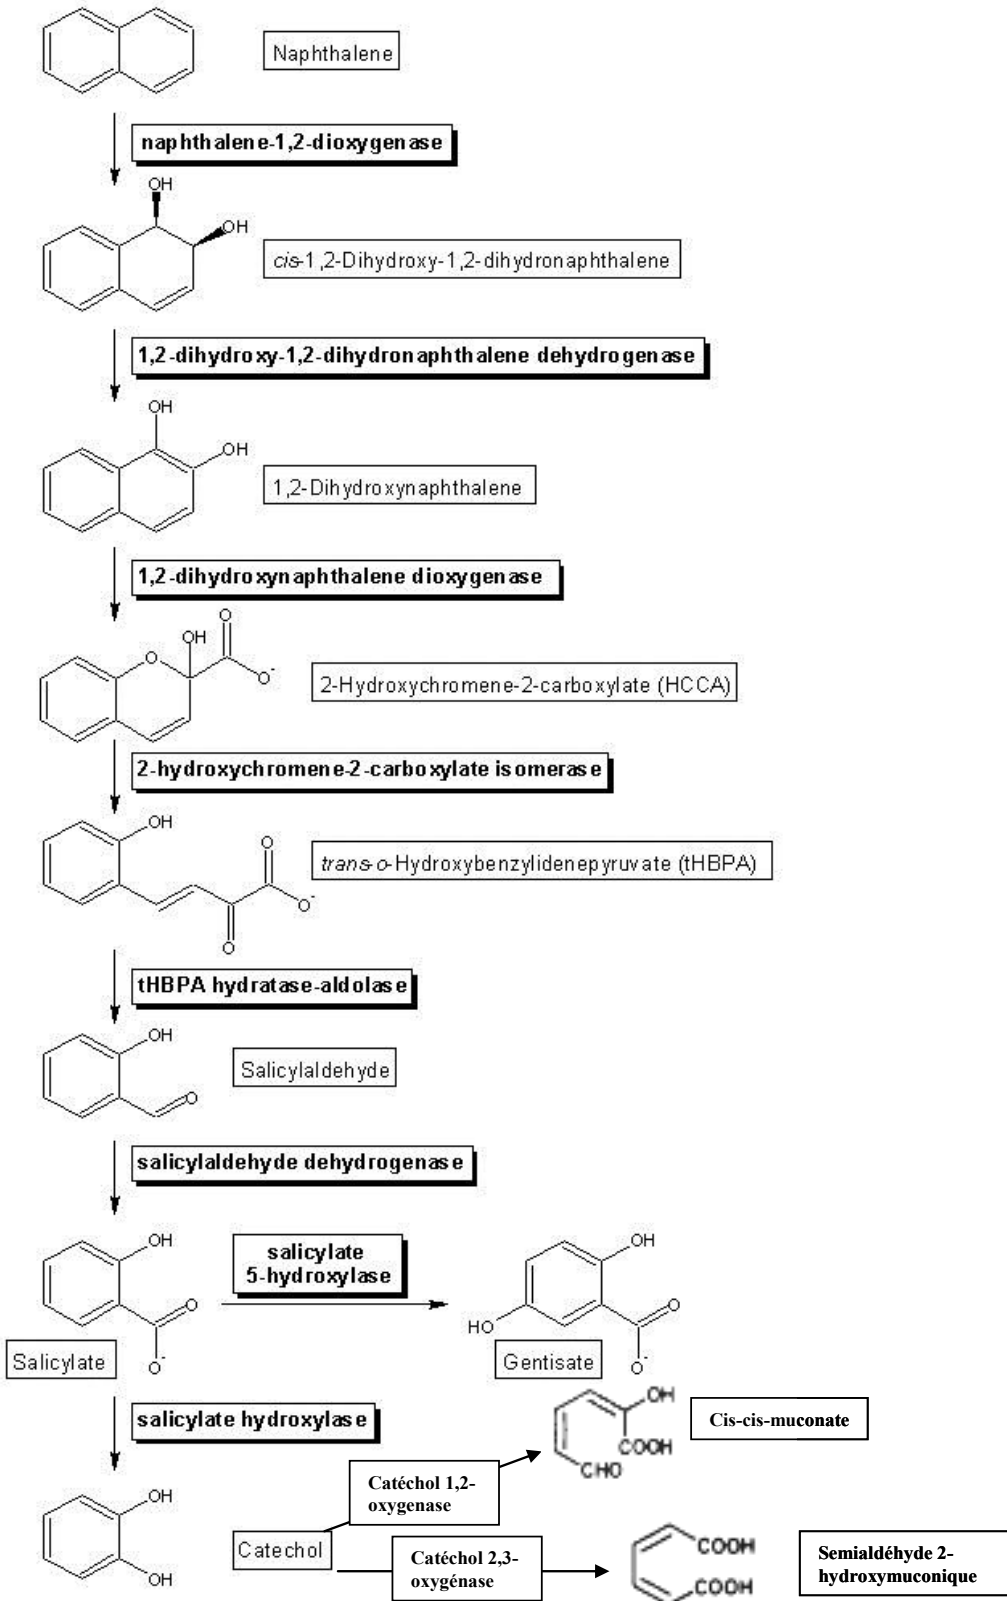 Naphthalene
naphthalene-1,2-dioxygenase
OH
OH
cis-1,2-Dihydroxy-1,2-dihydronaphthalene
1,2-dihydroxy-1,2-dihydronaphthalene dehydrogenase
OH
OH
1,2-Dihydroxynaphthalene
1,2-dihydroxynaphthalene dioxygenase
O
OH
O
O-
2-Hydroxychromene-2-carboxylate (HCCA)
2-hydroxychromene-2-carboxylate isomerase
OH
O
O-
O
trans-o-Hydroxybenzylidenepyruvate (tHBPA)
tHBPA hydratase-aldolase
OH
O
Salicylaldehyde
salicylaldehyde dehydrogenase
OH
O
O-
Salicylate
salicylate
5-hydroxylase
OH
O
HO
O-
Gentisate
salicylate hydroxylase
OH
COOH
CHO
Cis-cis-muconate
Catéchol 1,2-
oxygenase
OH
OH
Catechol
Catéchol 2,3-
oxygénase
COOH
COOH
Semialdéhyde 2-
hydroxymuconique